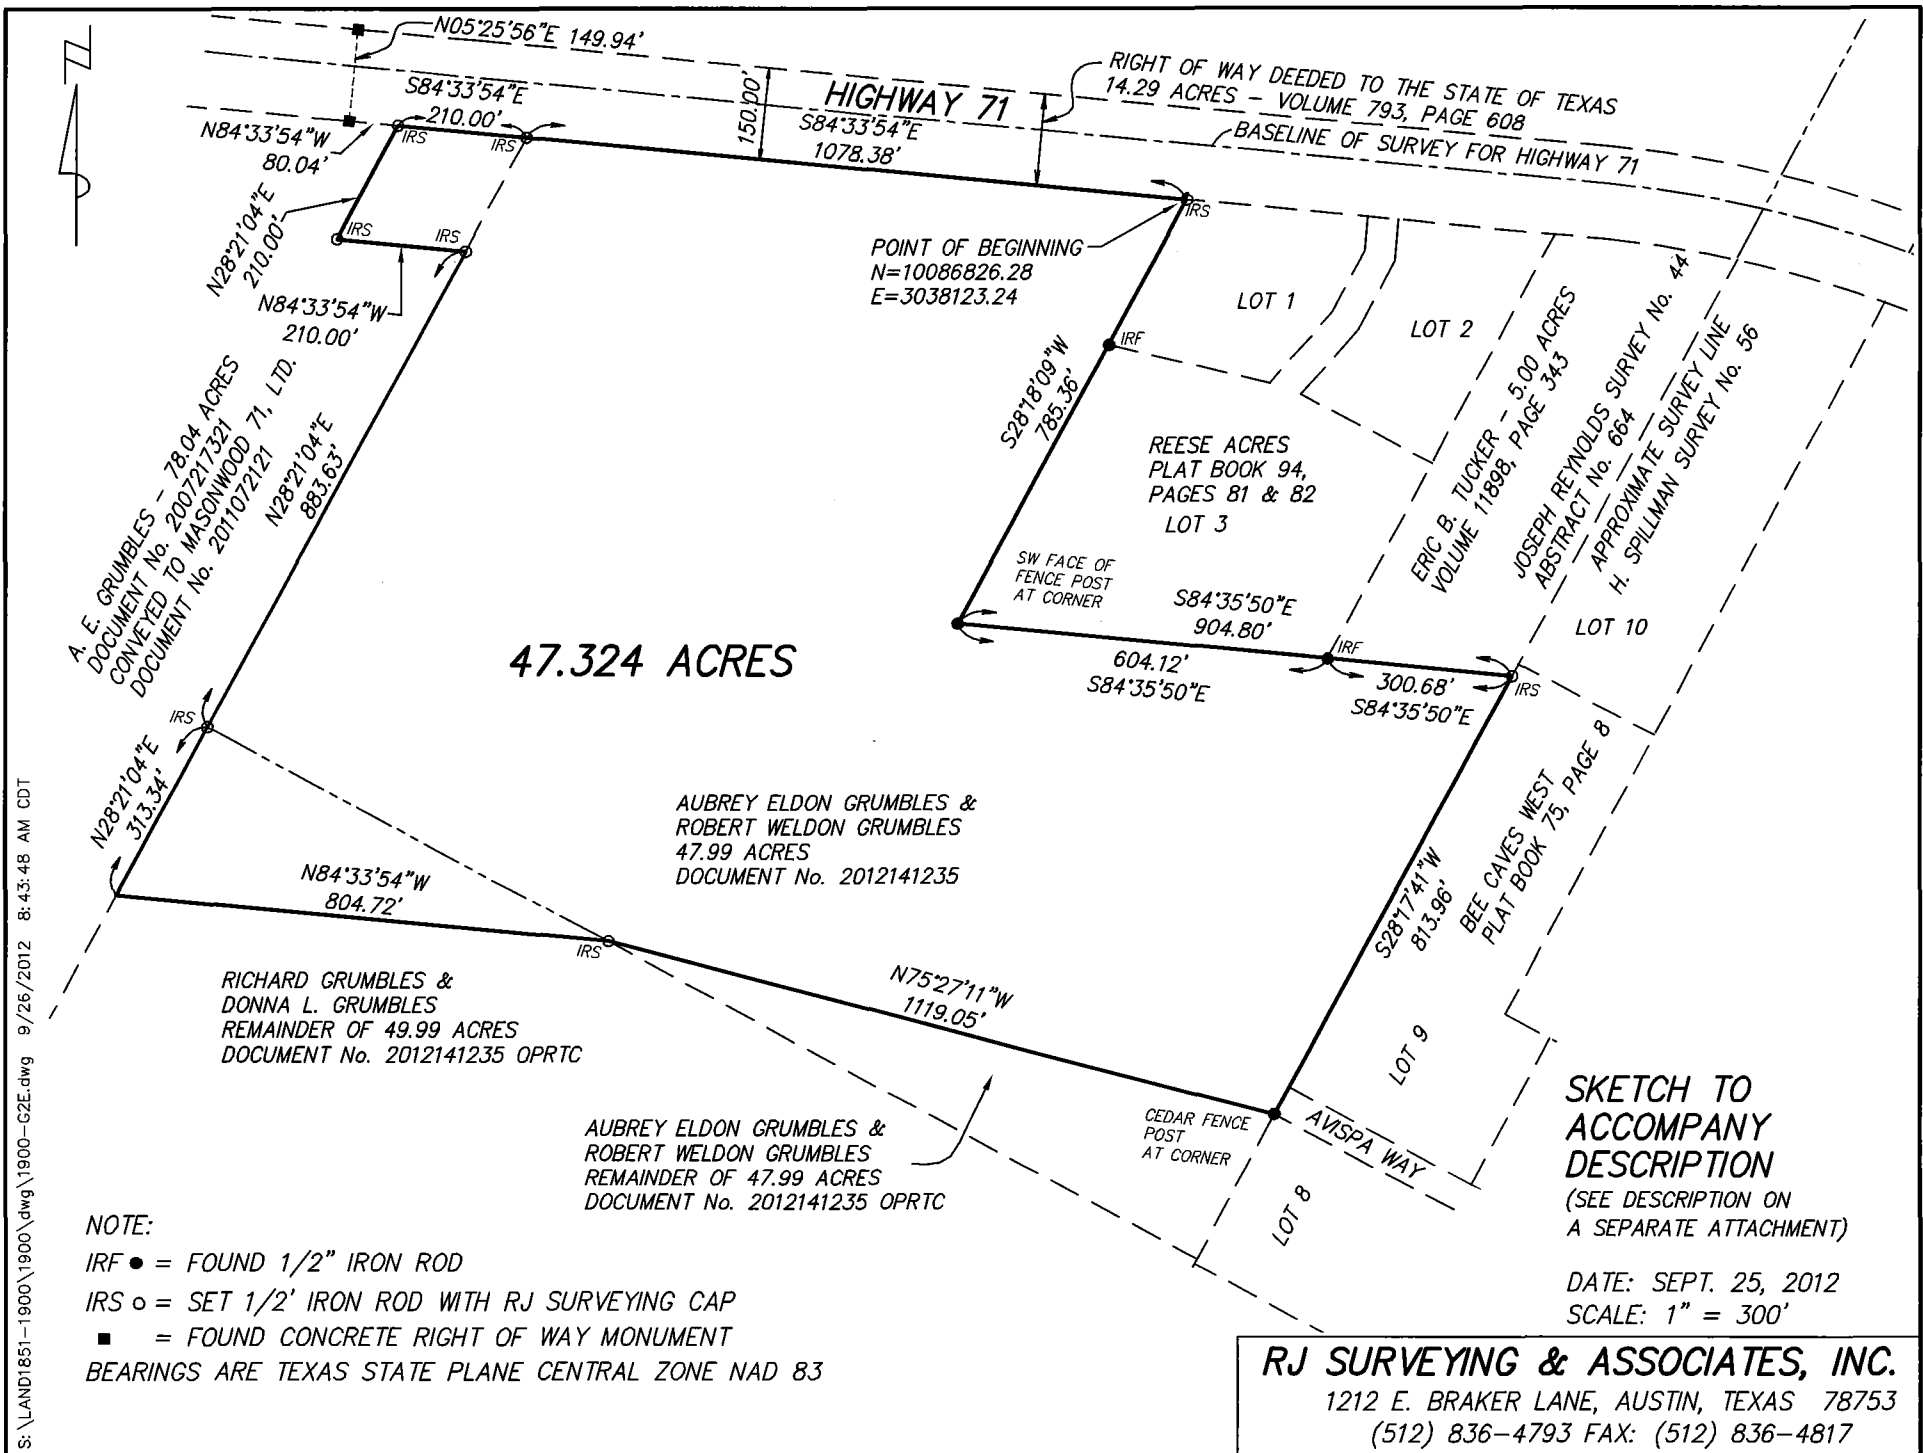 N05°25'56"E 149.94'
S84°33'54"E
210.00'
HIGHWAY 71
150.00'
S84°33'54"E
1078.38'
RIGHT OF WAY DEEDED TO THE STATE OF TEXAS
14.29 ACRES - VOLUME 793, PAGE 608
BASELINE OF SURVEY FOR HIGHWAY 71
N84°33'54"W
80.04'
IRS
IRS
N28°21'04"E
210.00'
IRS
IRS
N84°33'54"W
210.00'
IRS
POINT OF BEGINNING
N=10086826.28
E=3038123.24
LOT 1
LOT 2
IRF
S28°18'09"W
785.36'
REESE ACRES
PLAT BOOK 94,
PAGES 81 & 82
LOT 3
ERIC B. TUCKER - 5.00 ACRES
VOLUME 11898, PAGE 343
JOSEPH REYNOLDS SURVEY No. 44
ABSTRACT No. 664
APPROXIMATE SURVEY LINE
H. SPILLMAN SURVEY No. 56
A. E. GRUMBLES - 78.04 ACRES
DOCUMENT No. 2007217321
CONVEYED TO MASONWOOD 71, LTD.
DOCUMENT No. 2011072121
N28°21'04"E
883.63'
SW FACE OF
FENCE POST
AT CORNER
S84°35'50"E
904.80'
LOT 10
47.324 ACRES
IRF
604.12'
S84°35'50"E
300.68'
S84°35'50"E
IRS
IRS
N28°21'04"E
313.34'
AUBREY ELDON GRUMBLES &
ROBERT WELDON GRUMBLES
47.99 ACRES
DOCUMENT No. 2012141235
S28°17'41"W
813.96'
BEE CAVES WEST
PLAT BOOK 75, PAGE 8
N84°33'54"W
804.72'
IRS
N75°27'11"W
1119.05'
RICHARD GRUMBLES &
DONNA L. GRUMBLES
REMAINDER OF 49.99 ACRES
DOCUMENT No. 2012141235 OPRTC
LOT 9
AUBREY ELDON GRUMBLES &
ROBERT WELDON GRUMBLES
REMAINDER OF 47.99 ACRES
DOCUMENT No. 2012141235 OPRTC
CEDAR FENCE
POST
AT CORNER
AVISPA WAY
LOT 8
SKETCH TO
ACCOMPANY
DESCRIPTION
(SEE DESCRIPTION ON
A SEPARATE ATTACHMENT)
DATE: SEPT. 25, 2012
SCALE: 1" = 300'
NOTE:
IRF ● = FOUND 1/2" IRON ROD
IRS ○ = SET 1/2' IRON ROD WITH RJ SURVEYING CAP
■ = FOUND CONCRETE RIGHT OF WAY MONUMENT
BEARINGS ARE TEXAS STATE PLANE CENTRAL ZONE NAD 83
RJ SURVEYING & ASSOCIATES, INC.
1212 E. BRAKER LANE, AUSTIN, TEXAS 78753
(512) 836-4793 FAX: (512) 836-4817
S:\LAND1851-1900\1900\dwg\1900-G2E.dwg 9/26/2012 8:43:48 AM CDT